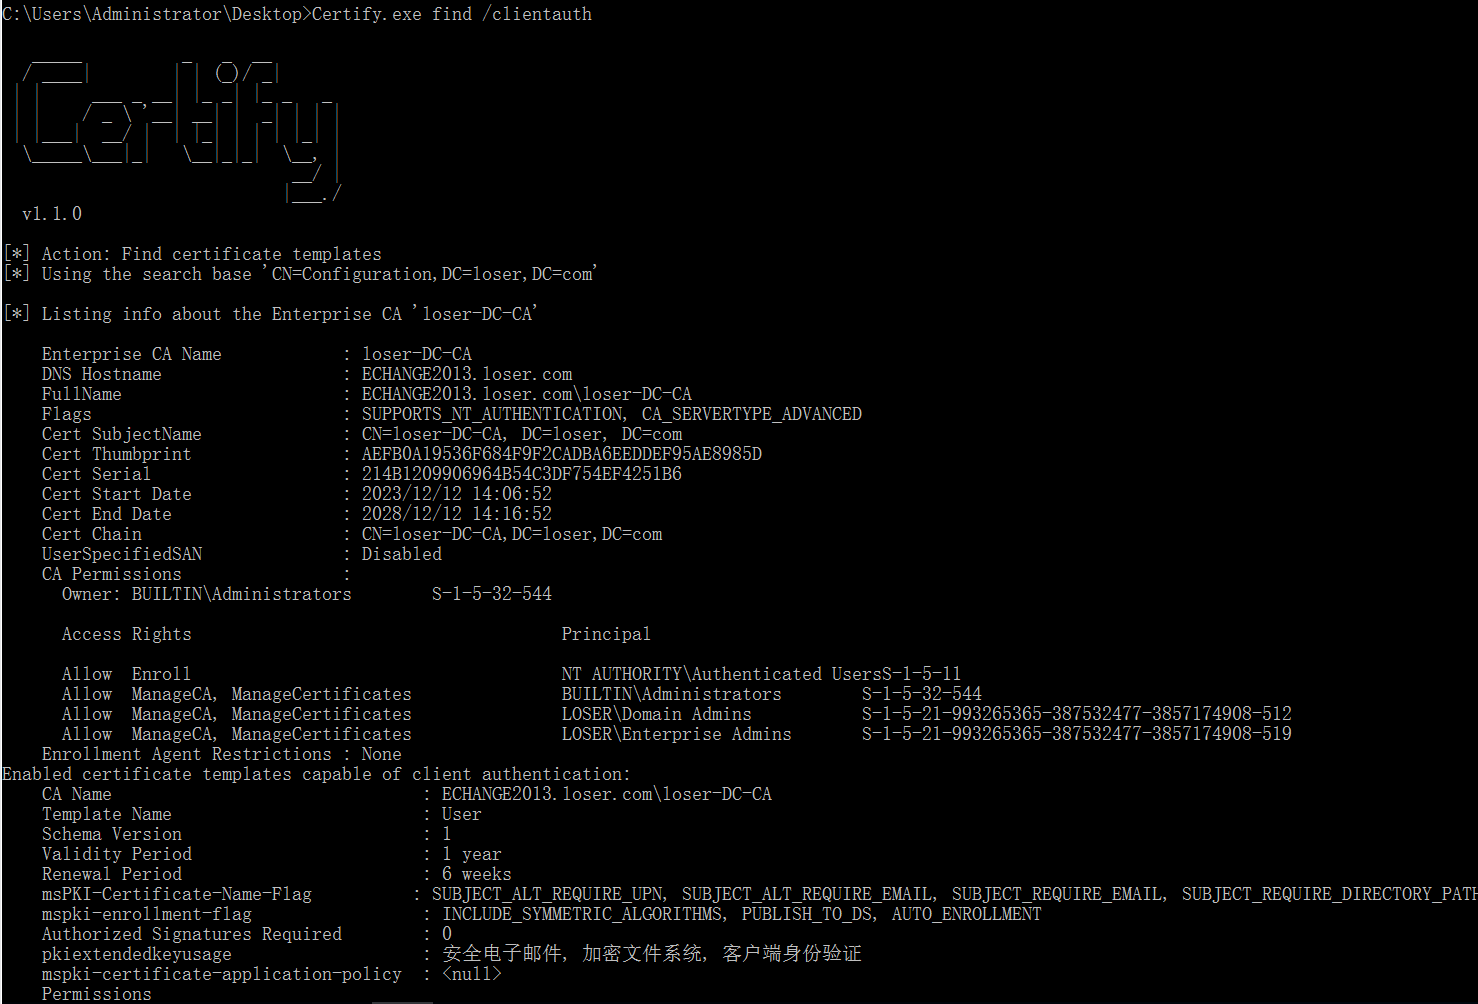 C:\Users\Administrator\Desktop>Certify.exe find /clientauth
Certify
v1.1.0
[*] Action: Find certificate templates
[*] Using the search base 'CN=Configuration,DC=loser,DC=com'
[*] Listing info about the Enterprise CA 'loser-DC-CA'
Enterprise CA Name : loser-DC-CA
DNS Hostname : ECHANGE2013.loser.com
FullName : ECHANGE2013.loser.com\loser-DC-CA
Flags : SUPPORTS_NT_AUTHENTICATION, CA_SERVERTYPE_ADVANCED
Cert SubjectName : CN=loser-DC-CA, DC=loser, DC=com
Cert Thumbprint : AEFB0A19536F684F9F2CADBA6EEDDEF95AE8985D
Cert Serial : 214B1209906964B54C3DF754EF4251B6
Cert Start Date : 2023/12/12 14:06:52
Cert End Date : 2028/12/12 14:16:52
Cert Chain : CN=loser-DC-CA,DC=loser,DC=com
UserSpecifiedSAN : Disabled
CA Permissions :
Owner: BUILTIN\Administrators S-1-5-32-544
Access Rights Principal
Allow Enroll NT AUTHORITY\Authenticated UsersS-1-5-11
Allow ManageCA, ManageCertificates BUILTIN\Administrators S-1-5-32-544
Allow ManageCA, ManageCertificates LOSER\Domain Admins S-1-5-21-993265365-387532477-3857174908-512
Allow ManageCA, ManageCertificates LOSER\Enterprise Admins S-1-5-21-993265365-387532477-3857174908-519
Enrollment Agent Restrictions : None
Enabled certificate templates capable of client authentication:
CA Name : ECHANGE2013.loser.com\loser-DC-CA
Template Name : User
Schema Version : 1
Validity Period : 1 year
Renewal Period : 6 weeks
msPKI-Certificate-Name-Flag : SUBJECT_ALT_REQUIRE_UPN, SUBJECT_ALT_REQUIRE_EMAIL, SUBJECT_REQUIRE_EMAIL, SUBJECT_REQUIRE_DIRECTORY_PATH
mspki-enrollment-flag : INCLUDE_SYMMETRIC_ALGORITHMS, PUBLISH_TO_DS, AUTO_ENROLLMENT
Authorized Signatures Required : 0
pkiextendedkeyusage : 安全电子邮件, 加密文件系统, 客户端身份验证
mspki-certificate-application-policy : <null>
Permissions